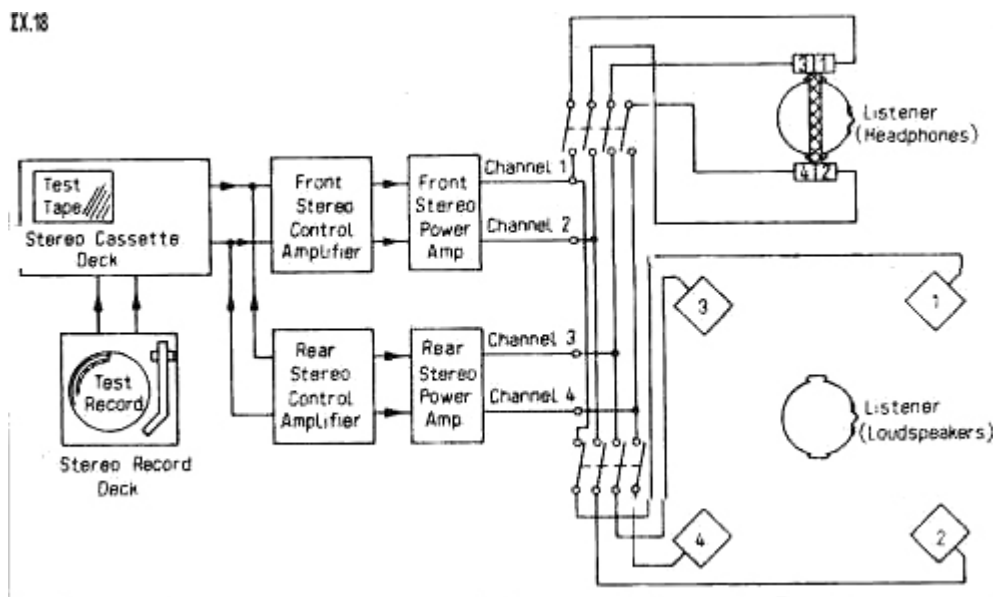 EX.18
Test
Tape
Stereo Cassette
Deck
Test
Record
Stereo Record
Deck
Front
Stereo
Control
Amplifier
Front
Stereo
Power
Amp
Rear
Stereo
Control
Amplifier
Rear
Stereo
Power
Amp
Channel 1
Channel 2
Channel 3
Channel 4
3 1
4 2
Listener
(Headphones)
3
1
Listener
(Loudspeakers)
4
2